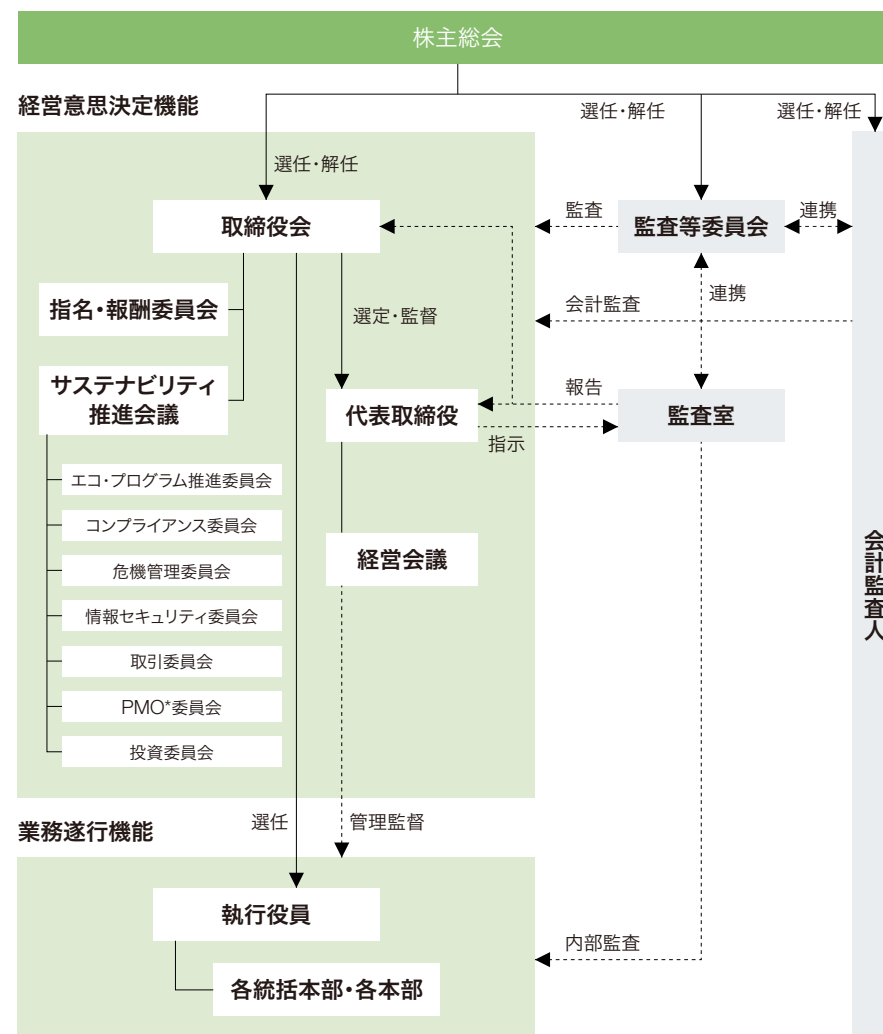 株主総会
経営意思決定機能
選任・解任
選任・解任
選任・解任
取締役会
監査
監査等委員会
連携
指名・報酬委員会
選定・監督
会計監査
連携
サステナビリティ
推進会議
代表取締役
報告
指示
監査室
エコ・プログラム推進委員会
コンプライアンス委員会
危機管理委員会
情報セキュリティ委員会
取引委員会
PMO*委員会
投資委員会
経営会議
会計監査人
業務遂行機能
選任
管理監督
執行役員
内部監査
各統括本部・各本部